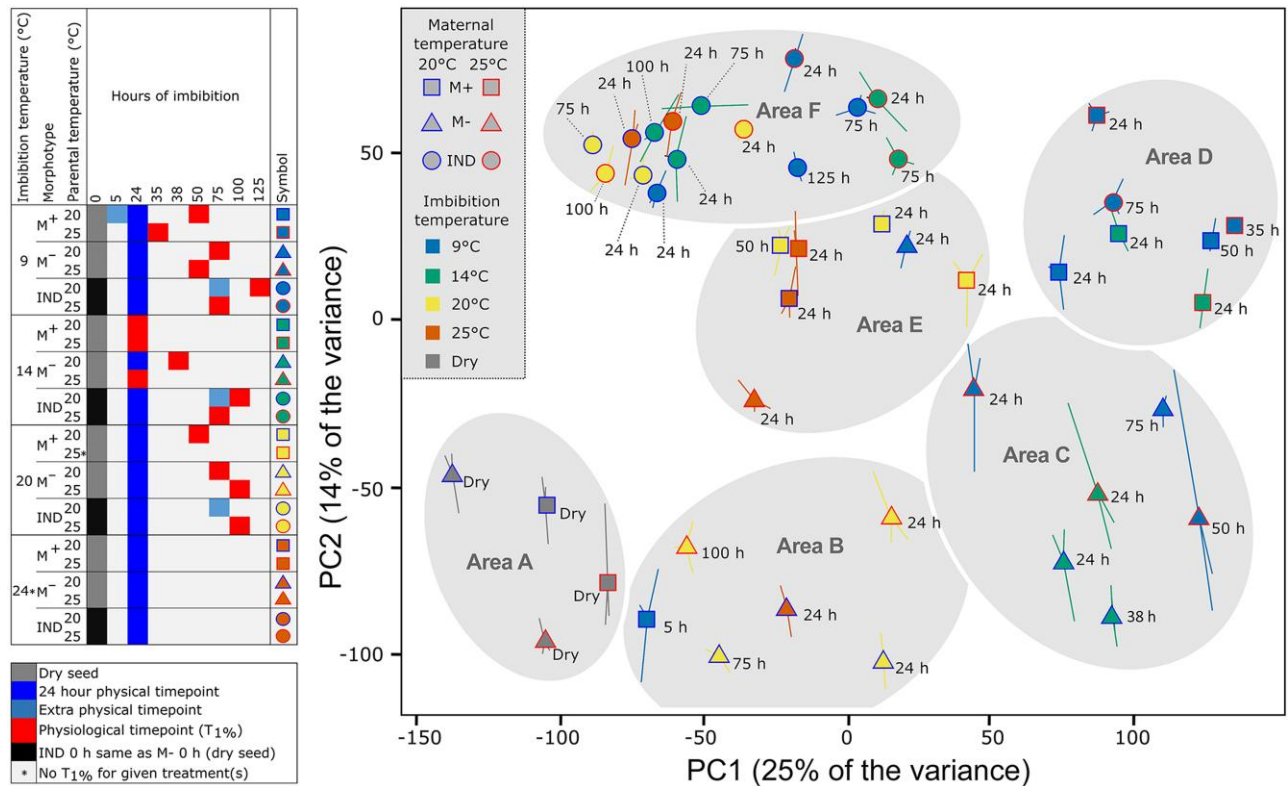 Imbibition temperature (°C)
Morphotype
Parental temperature (°C)
Hours of imbibition
0 5 24 35 38 50 75 100 125
Symbol
9 M+ 20
25
M- 20
25
IND 20
25
14 M+ 20
25
M- 20
25
IND 20
25
20 M+ 20
25*
M- 20
25
IND 20
25
24* M+ 20
25
M- 20
25
IND 20
25
Dry seed
24 hour physical timepoint
Extra physical timepoint
Physiological timepoint (T1%)
IND 0 h same as M- 0 h (dry seed)
* No T1% for given treatment(s)
Maternal
temperature
20°C 25°C
M+
M-
IND
Imbibition
temperature
9°C
14°C
20°C
25°C
Dry
PC2 (14% of the variance)
50
0
-50
-100
-150 -100 -50 0 50 100
PC1 (25% of the variance)
Area F
75 h
24 h
100 h
24 h
75 h
24 h
24 h
75 h
24 h
75 h
125 h
100 h
24 h
24 h
24 h
Area D
24 h
75 h
24 h
35 h
50 h
24 h
24 h
Area E
24 h
50 h
24 h
24 h
24 h
24 h
24 h
Area C
24 h
75 h
24 h
50 h
24 h
38 h
Area A
Dry
Dry
Dry
Dry
Area B
100 h
24 h
5 h
24 h
75 h
24 h